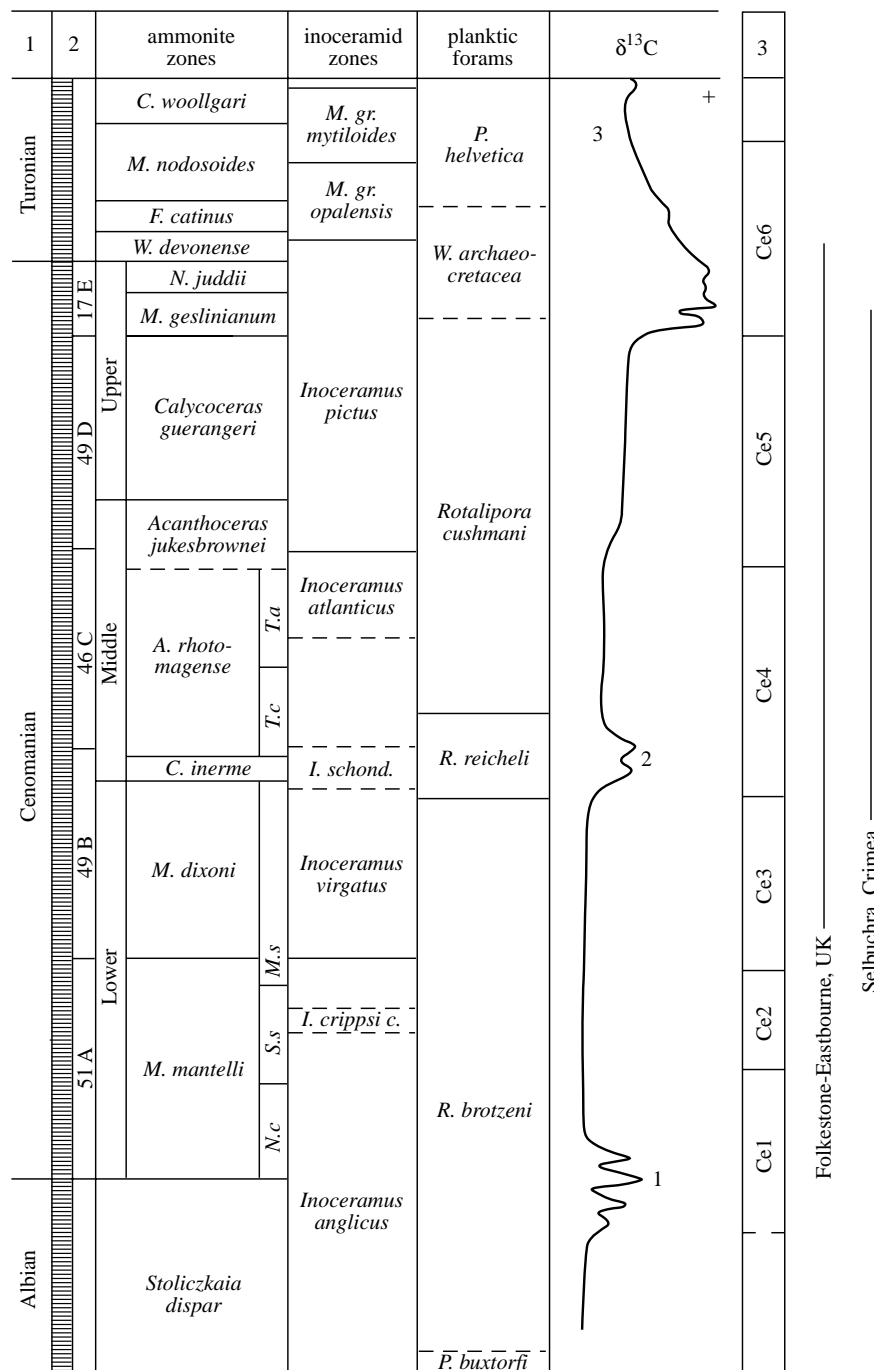 1
2
ammonite
zones
inoceramid
zones
planktic
forams
δ¹³C
3
Turonian
Cenomanian
Albian
17 E
49 D
46 C
49 B
51 A
Upper
Middle
Lower
C. woollgari
M. nodosoides
F. catinus
W. devonense
N. juddii
M. geslinianum
Calycoceras
guerangeri
Acanthoceras
jukesbrownei
A. rhoto-
magense
T.a
T.c
C. inerme
M. dixoni
M.s
M. mantelli
S.s
N.c
Stoliczkaia
dispar
M. gr.
mytiloides
M. gr.
opalensis
Inoceramus
pictus
Inoceramus
atlanticus
I. schond.
Inoceramus
virgatus
I. crippsi c.
Inoceramus
anglicus
P.
helvetica
W. archaeo-
cretacea
Rotalipora
cushmani
R. reicheli
R. brotzeni
P. buxtorfi
+
3
2
1
Ce6
Ce5
Ce4
Ce3
Ce2
Ce1
Folkestone-Eastbourne, UK
Selbuchra, Crimea